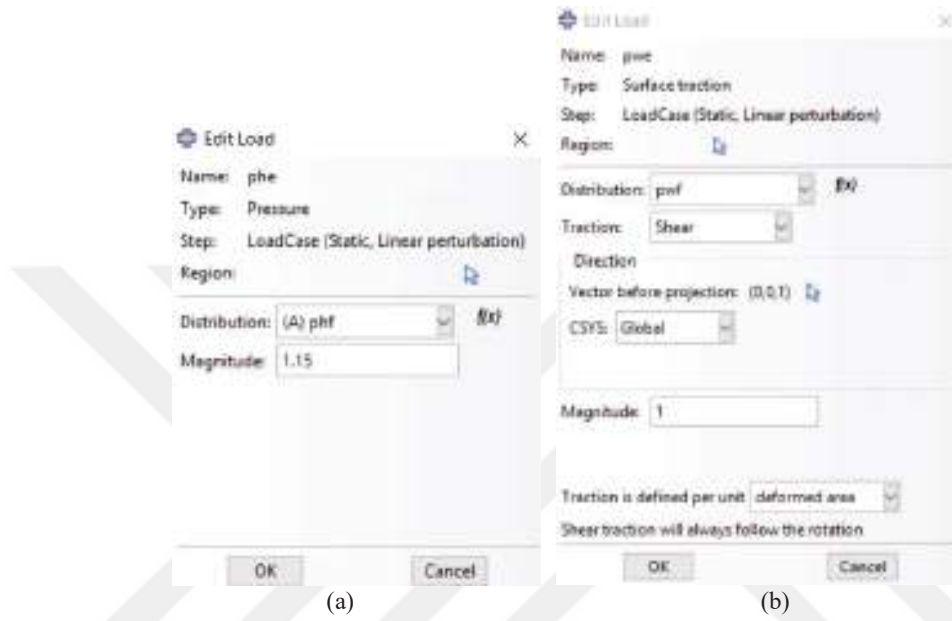 Edit Load
Name: phe
Type: Pressure
Step: LoadCase (Static, Linear perturbation)
Region:
Distribution: (A) phf f(x)
Magnitude: 1.15
OK Cancel
(a)
Edit Load
Name: pwe
Type: Surface traction
Step: LoadCase (Static, Linear perturbation)
Region:
Distribution: pwf f(x)
Traction: Shear
Direction
Vector before projection: (0,0,1)
CSYS: Global
Magnitude: 1
Traction is defined per unit deformed area
Shear traction will always follow the rotation
OK Cancel
(b)